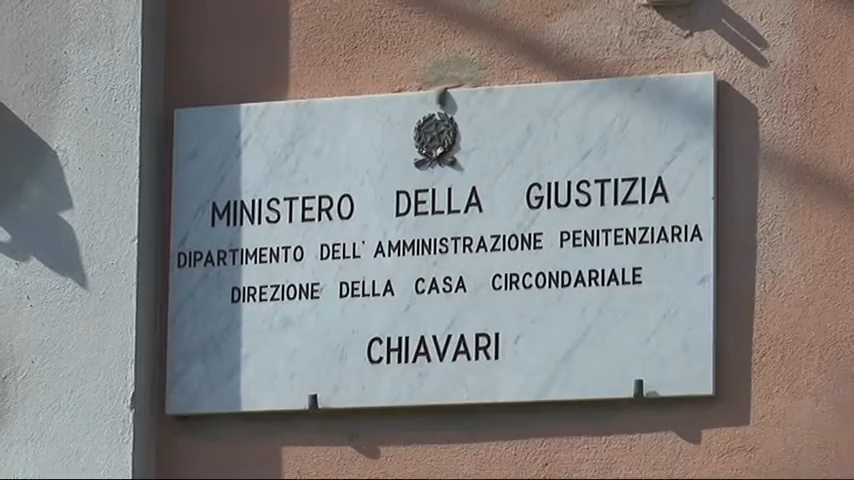 MINISTERO DELLA GIUSTIZIA
DIPARTIMENTO DELL'AMMINISTRAZIONE PENITENZIARIA
DIREZIONE DELLA CASA CIRCONDARIALE
CHIAVARI